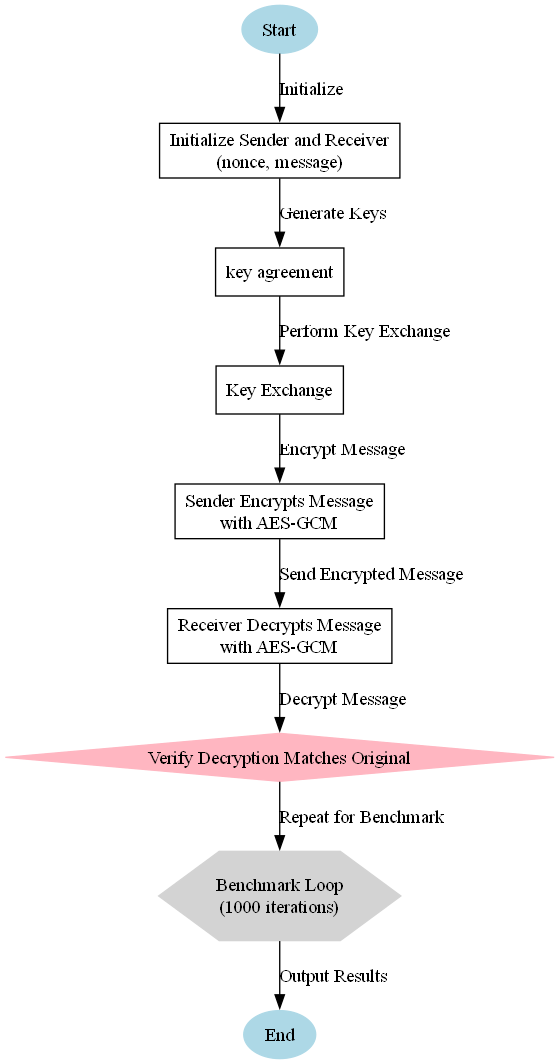 Start
Initialize
Initialize Sender and Receiver
(nonce, message)
Generate Keys
key agreement
Perform Key Exchange
Key Exchange
Encrypt Message
Sender Encrypts Message
with AES-GCM
Send Encrypted Message
Receiver Decrypts Message
with AES-GCM
Decrypt Message
Verify Decryption Matches Original
Repeat for Benchmark
Benchmark Loop
(1000 iterations)
Output Results
End